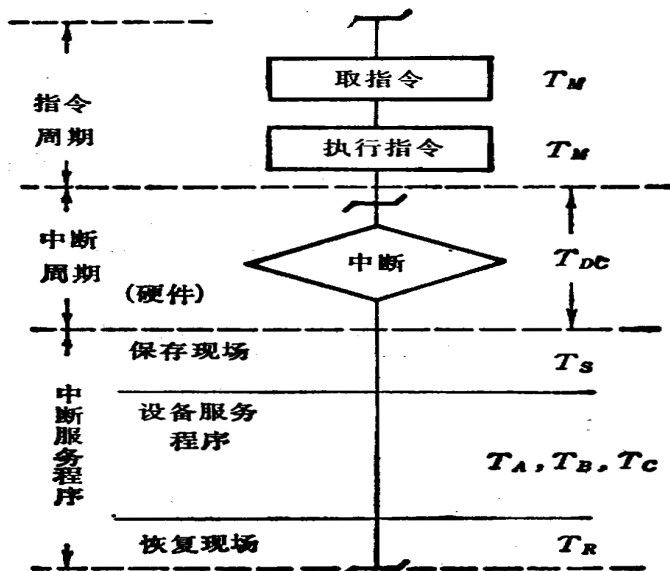 取指令
T_M
指令
周期
执行指令
T_M
中断
周期
中断
T_DC
(硬件)
保存现场
T_S
中断服务程序
设备服务
程序
T_A, T_B, T_C
恢复现场
T_R